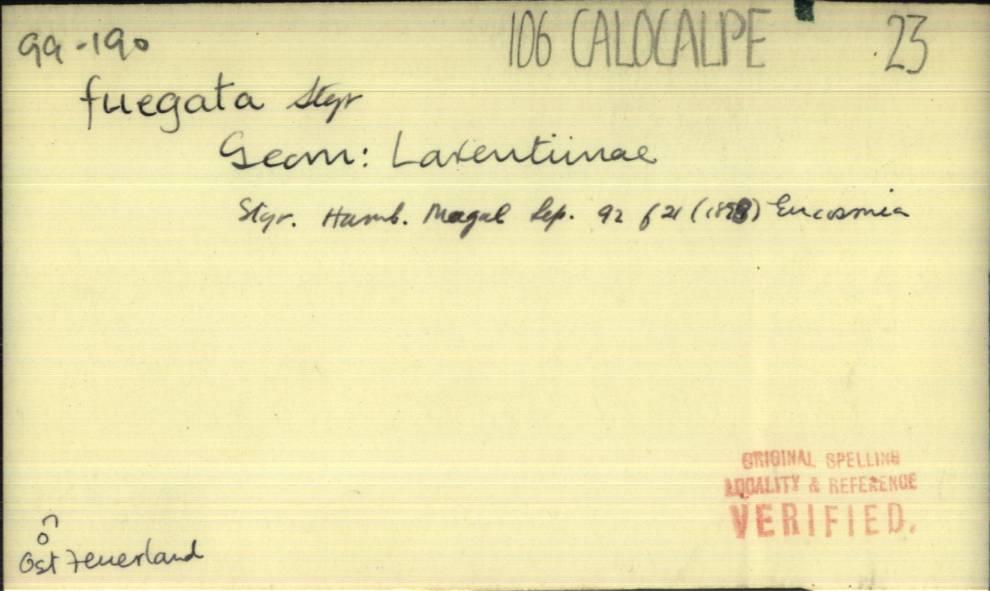 99-190 106 CALOCALPE 23
fuegata Stgr
Geom: Larentiinae
Stgr. Hamb. Magal Lep. 92 f 21 (1898) Eucosmia
ORIGINAL SPELLING
LOCALITY & REFERENCE
VERIFIED.
Ost Feuerland